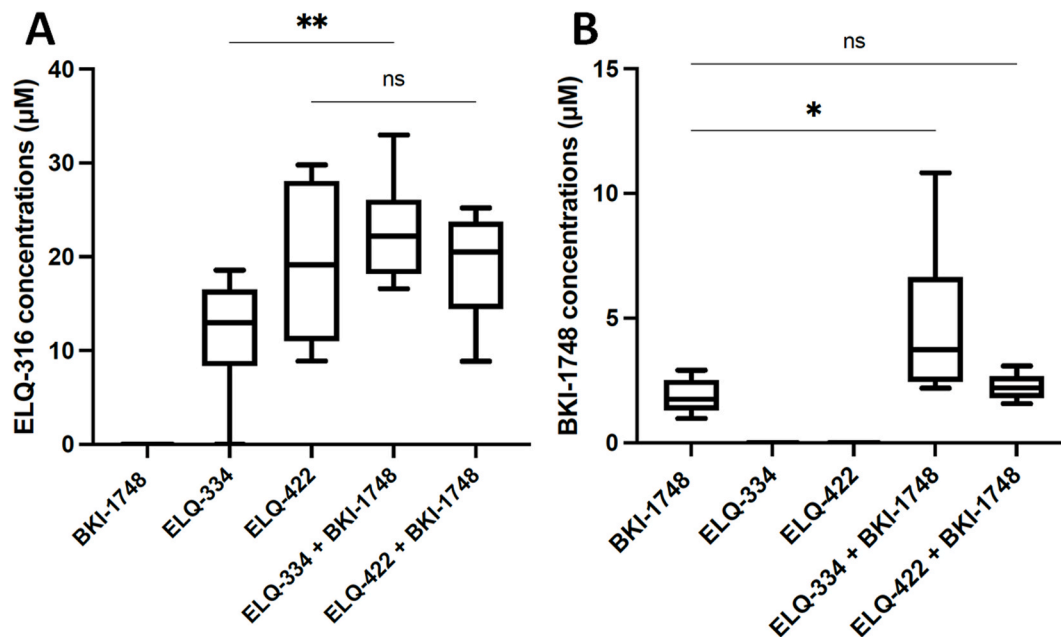 A
**
ns
ELQ-316 concentrations (µM)
40
30
20
10
0
BKI-1748
ELQ-334
ELQ-422
ELQ-334 + BKI-1748
ELQ-422 + BKI-1748
B
ns
*
BKI-1748 concentrations (µM)
15
10
5
0
BKI-1748
ELQ-334
ELQ-422
ELQ-334 + BKI-1748
ELQ-422 + BKI-1748